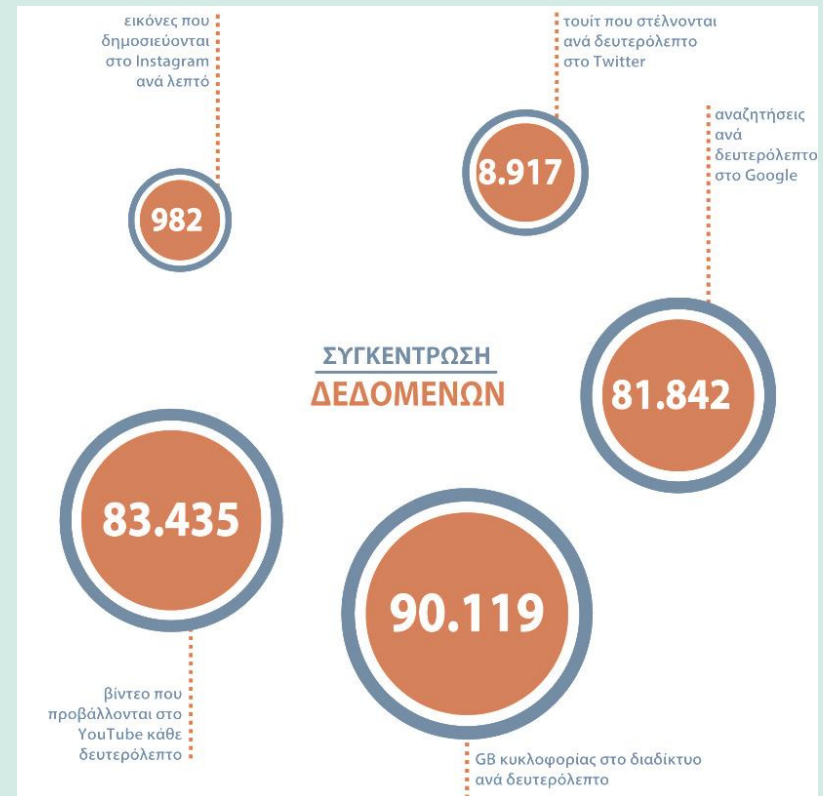 εικόνες που
δημοσιεύονται
στο Instagram
ανά λεπτό
982
τουίτ που στέλνονται
ανά δευτερόλεπτο
στο Twitter
8.917
αναζητήσεις
ανά
δευτερόλεπτο
στο Google
81.842
ΣΥΓΚΕΝΤΡΩΣΗ
ΔΕΔΟΜΕΝΩΝ
83.435
βίντεο που
προβάλλονται στο
YouTube κάθε
δευτερόλεπτο
90.119
GB κυκλοφορίας στο διαδίκτυο
ανά δευτερόλεπτο